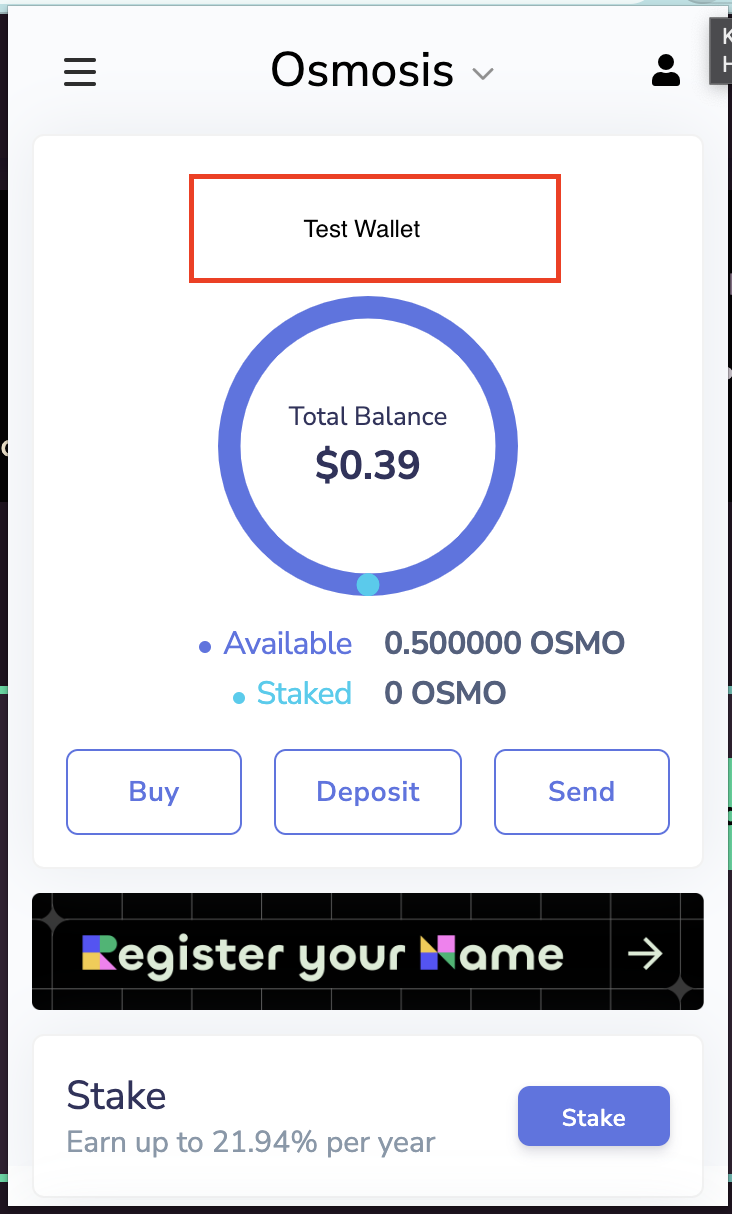 Osmosis
Test Wallet
Total Balance
$0.39
Available 0.500000 OSMO
Staked 0 OSMO
Buy Deposit Send
Register your Name
Stake
Earn up to 21.94% per year
Stake